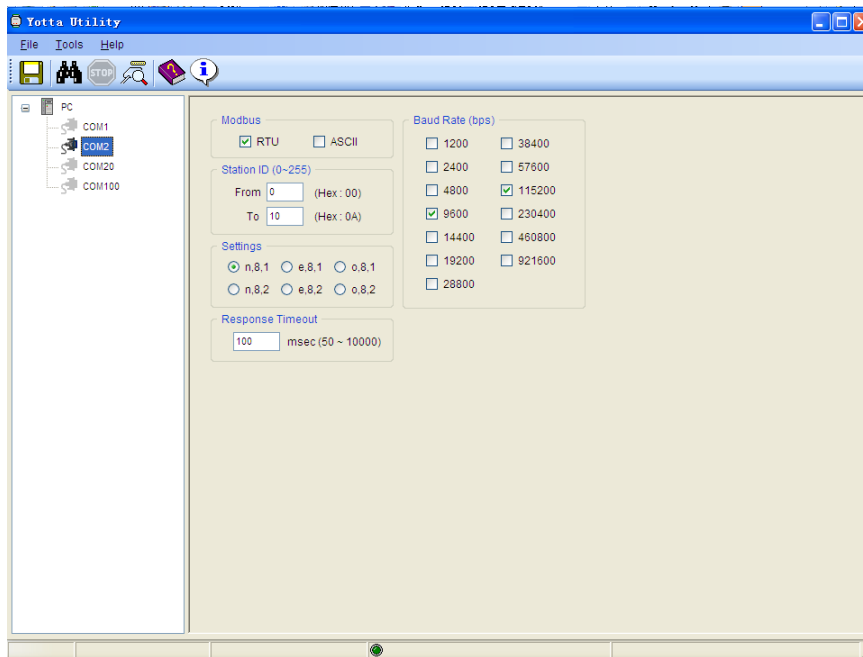 Yotta Utility
File Tools Help
STOP
PC
COM1
COM2
COM20
COM100
Modbus
RTU ASCII
Station ID (0~255)
From 0 (Hex : 00)
To 10 (Hex : 0A)
Settings
n,8,1 e,8,1 o,8,1
n,8,2 e,8,2 o,8,2
Response Timeout
100 msec (50 ~ 10000)
Baud Rate (bps)
1200 38400
2400 57600
4800 115200
9600 230400
14400 460800
19200 921600
28800